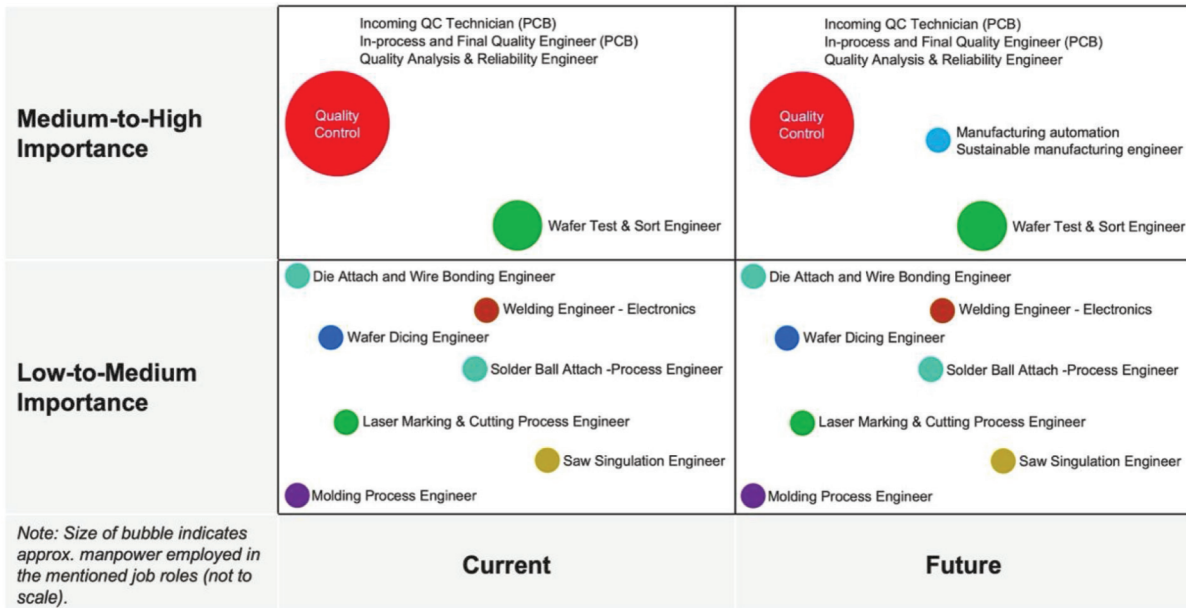 Medium-to-High
Importance
Incoming QC Technician (PCB)
In-process and Final Quality Engineer (PCB)
Quality Analysis & Reliability Engineer
Quality
Control
Wafer Test & Sort Engineer
Incoming QC Technician (PCB)
In-process and Final Quality Engineer (PCB)
Quality Analysis & Reliability Engineer
Quality
Control
Manufacturing automation
Sustainable manufacturing engineer
Wafer Test & Sort Engineer
Low-to-Medium
Importance
Die Attach and Wire Bonding Engineer
Welding Engineer - Electronics
Wafer Dicing Engineer
Solder Ball Attach -Process Engineer
Laser Marking & Cutting Process Engineer
Saw Singulation Engineer
Molding Process Engineer
Die Attach and Wire Bonding Engineer
Welding Engineer - Electronics
Wafer Dicing Engineer
Solder Ball Attach -Process Engineer
Laser Marking & Cutting Process Engineer
Saw Singulation Engineer
Molding Process Engineer
Note: Size of bubble indicates
approx. manpower employed in
the mentioned job roles (not to
scale).
Current
Future